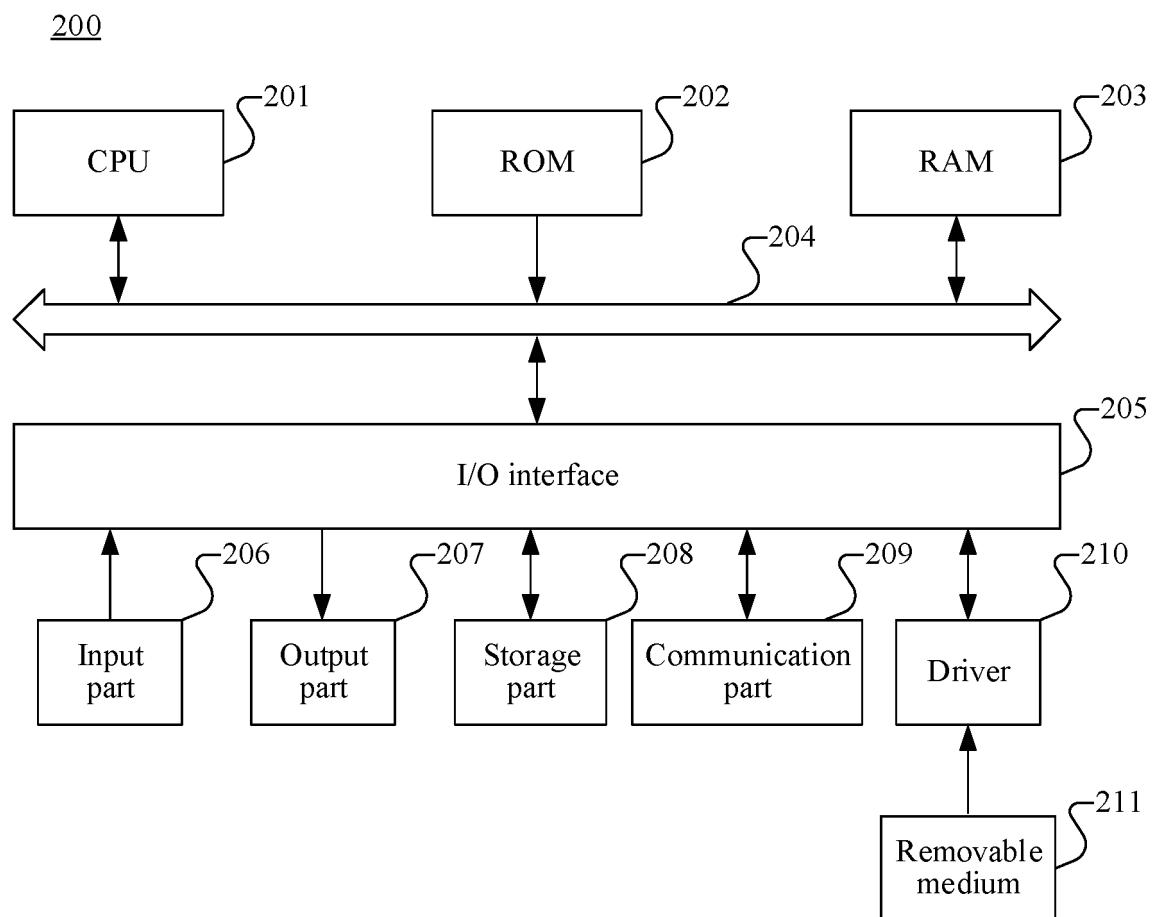 200
201
202
203
CPU
ROM
RAM
204
205
I/O interface
206
207
208
209
210
Input
part
Output
part
Storage
part
Communication
part
Driver
211
Removable
medium